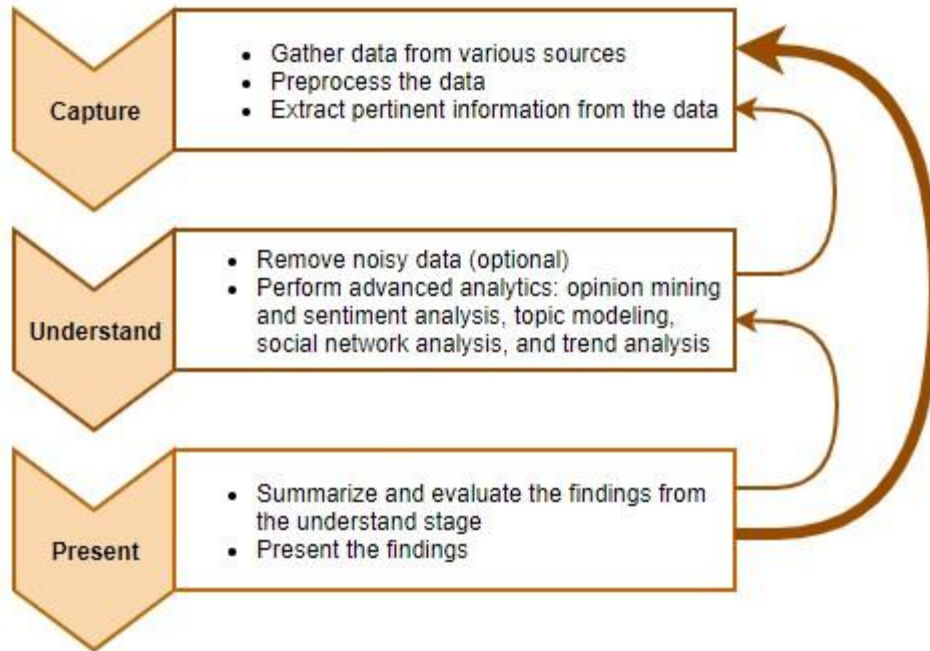 Capture
• Gather data from various sources
• Preprocess the data
• Extract pertinent information from the data
Understand
• Remove noisy data (optional)
• Perform advanced analytics: opinion mining
and sentiment analysis, topic modeling,
social network analysis, and trend analysis
Present
• Summarize and evaluate the findings from
the understand stage
• Present the findings